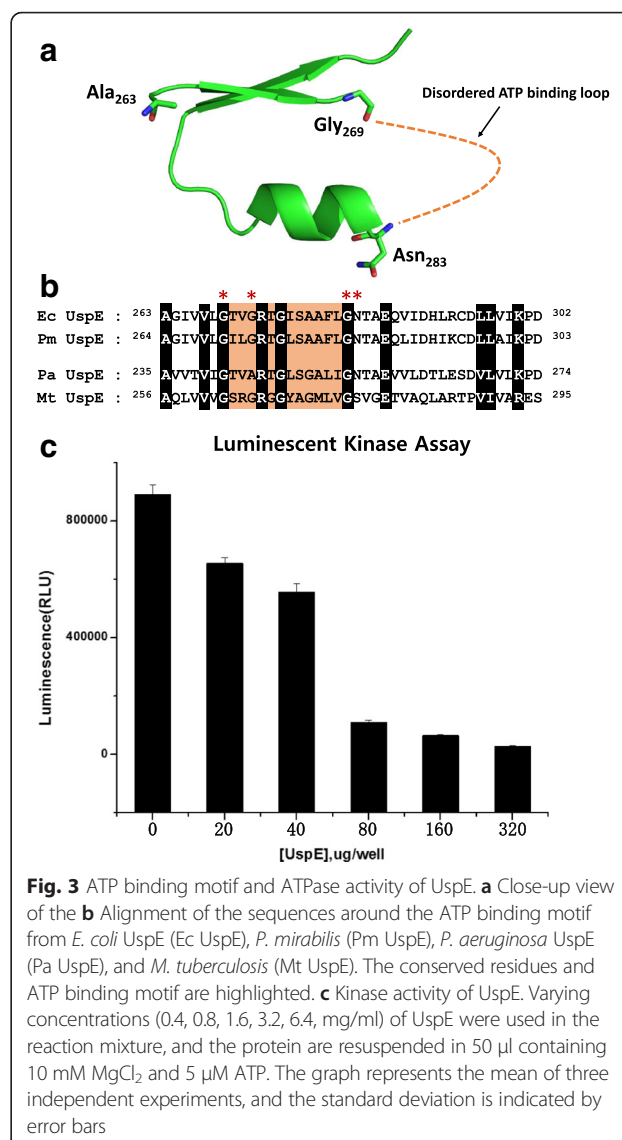 a
Ala263
Gly269
Disordered ATP binding loop
Asn283
b
* * **
Ec UspE : 263 AGIVVLGTVGRTGISAAFLGNTAEQVIDHLRCDLLVIKPD 302
Pm UspE : 264 AGIVVLGILGRTGLSAAFLGNTAEQLIDHIKCDLLAIKPD 303
Pa UspE : 235 AVVTVIGTVARTGLSGALIGNTAEVVLDTLESDVLVLKPD 274
Mt UspE : 256 AQLVVVGSRGRGGYAGMLVGSVGETVAQLARTPVIVARES 295
c
Luminescent Kinase Assay
Luminescence(RLU)
800000
400000
0
0 20 40 80 160 320
[UspE],ug/well
Fig. 3 ATP binding motif and ATPase activity of UspE. a Close-up view
of the b Alignment of the sequences around the ATP binding motif
from E. coli UspE (Ec UspE), P. mirabilis (Pm UspE), P. aeruginosa UspE
(Pa UspE), and M. tuberculosis (Mt UspE). The conserved residues and
ATP binding motif are highlighted. c Kinase activity of UspE. Varying
concentrations (0.4, 0.8, 1.6, 3.2, 6.4, mg/ml) of UspE were used in the
reaction mixture, and the protein are resuspended in 50 μl containing
10 mM MgCl2 and 5 μM ATP. The graph represents the mean of three
independent experiments, and the standard deviation is indicated by
error bars